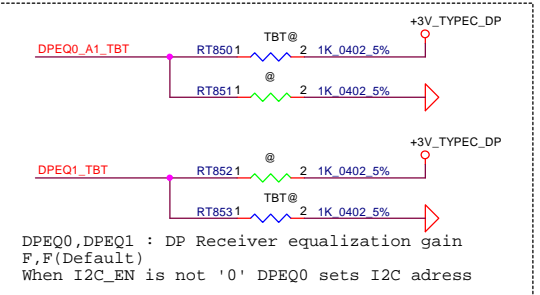 +3V_TYPEC_DP
TBT@
DPEQ0_A1_TBT RT850 1 2 1K_0402_5%
@
RT851 1 2 1K_0402_5%
+3V_TYPEC_DP
@
DPEQ1_TBT RT852 1 2 1K_0402_5%
TBT@
RT853 1 2 1K_0402_5%
DPEQ0,DPEQ1 : DP Receiver equalization gain
F,F(Default)
When I2C_EN is not '0' DPEQ0 sets I2C adress